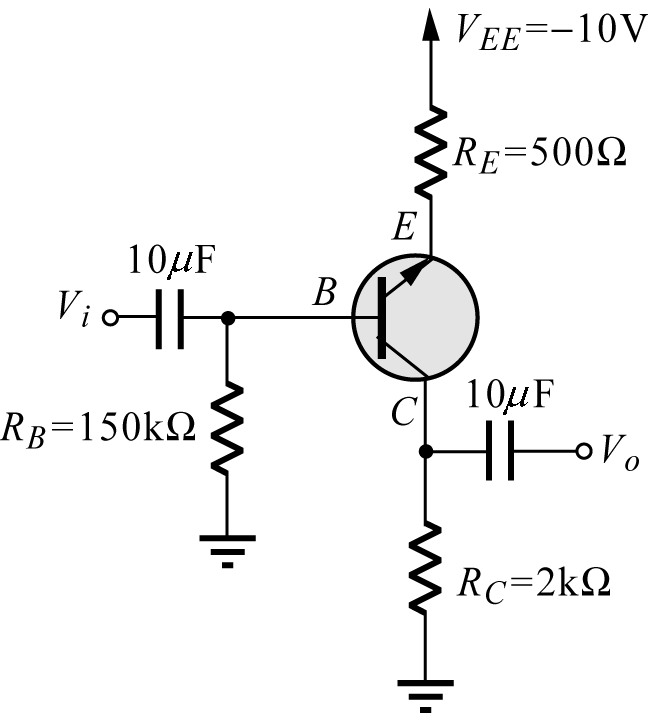 V_EE=−10V
R_E=500Ω
E
10μF
B
V_i
10μF
C
R_B=150kΩ
V_o
R_C=2kΩ